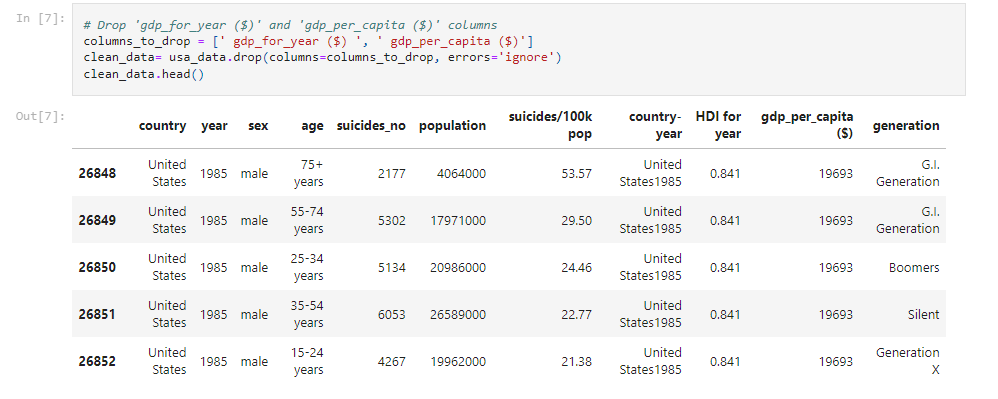 In [7]:
# Drop 'gdp_for_year ($)' and 'gdp_per_capita ($)' columns
columns_to_drop = [' gdp_for_year ($) ', ' gdp_per_capita ($)']
clean_data= usa_data.drop(columns=columns_to_drop, errors='ignore')
clean_data.head()
Out[7]:
country year sex age suicides_no population suicides/100k pop country-year HDI for year gdp_per_capita ($) generation
26848 United States 1985 male 75+ years 2177 4064000 53.57 United States1985 0.841 19693 G.I. Generation
26849 United States 1985 male 55-74 years 5302 17971000 29.50 United States1985 0.841 19693 G.I. Generation
26850 United States 1985 male 25-34 years 5134 20986000 24.46 United States1985 0.841 19693 Boomers
26851 United States 1985 male 35-54 years 6053 26589000 22.77 United States1985 0.841 19693 Silent
26852 United States 1985 male 15-24 years 4267 19962000 21.38 United States1985 0.841 19693 Generation X